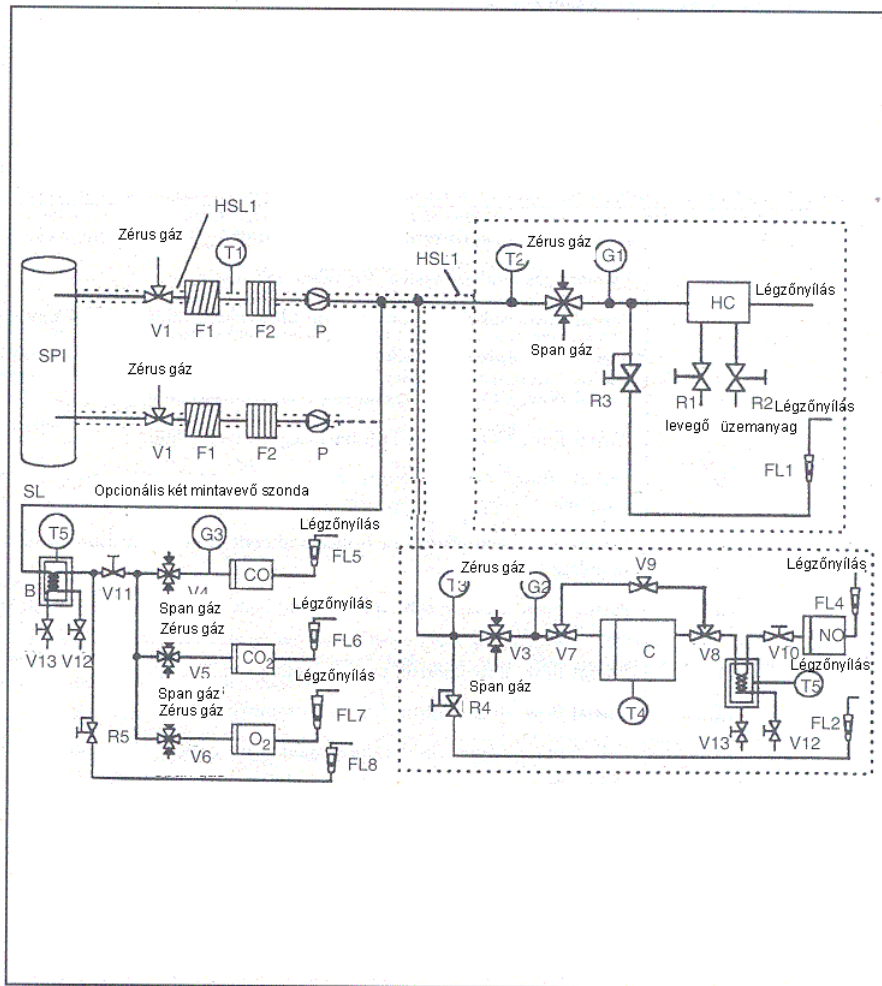 HSL1
Zérus gáz
T1
V1
F1
F2
P
SPI
Zérus gáz
V1
F1
F2
P
SL
Opcionális két mintavevő szonda
HSL1
T2
Zérus gáz
G1
HC
Légzőnyílás
Span gáz
R3
R1
R2
Légzőnyílás
levegő
üzemanyag
FL1
T5
G3
Légzőnyílás
B
V11
V4
CO
FL5
Span gáz
Légzőnyílás
Zérus gáz
FL6
V13
V12
V5
CO2
Span gáz
Légzőnyílás
Zérus gáz
FL7
R5
O2
V6
FL8
V9
T3
Zérus gáz
G2
Légzőnyílás
FL4
V3
V7
C
V8
V10
NO
Span gáz
Légzőnyílás
R4
T4
T5
FL2
V13
V12